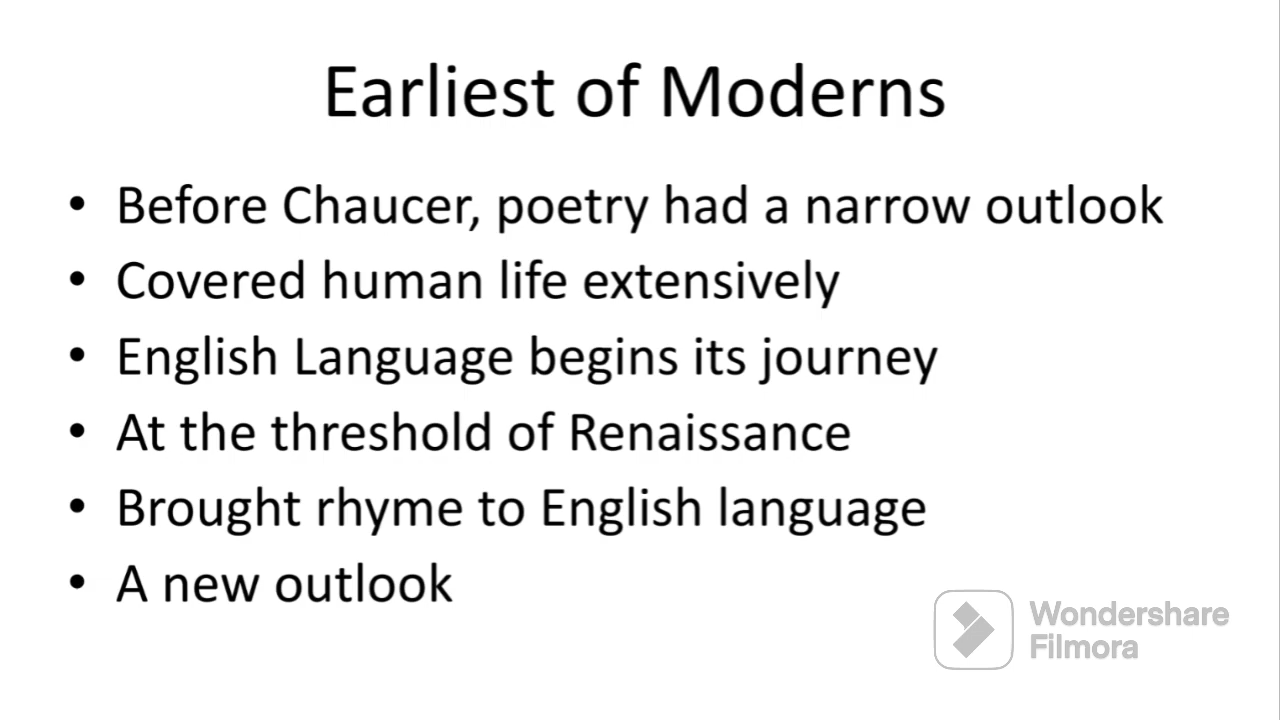 Earliest of Moderns
• Before Chaucer, poetry had a narrow outlook
• Covered human life extensively
• English Language begins its journey
• At the threshold of Renaissance
• Brought rhyme to English language
• A new outlook
Wondershare
Filmora